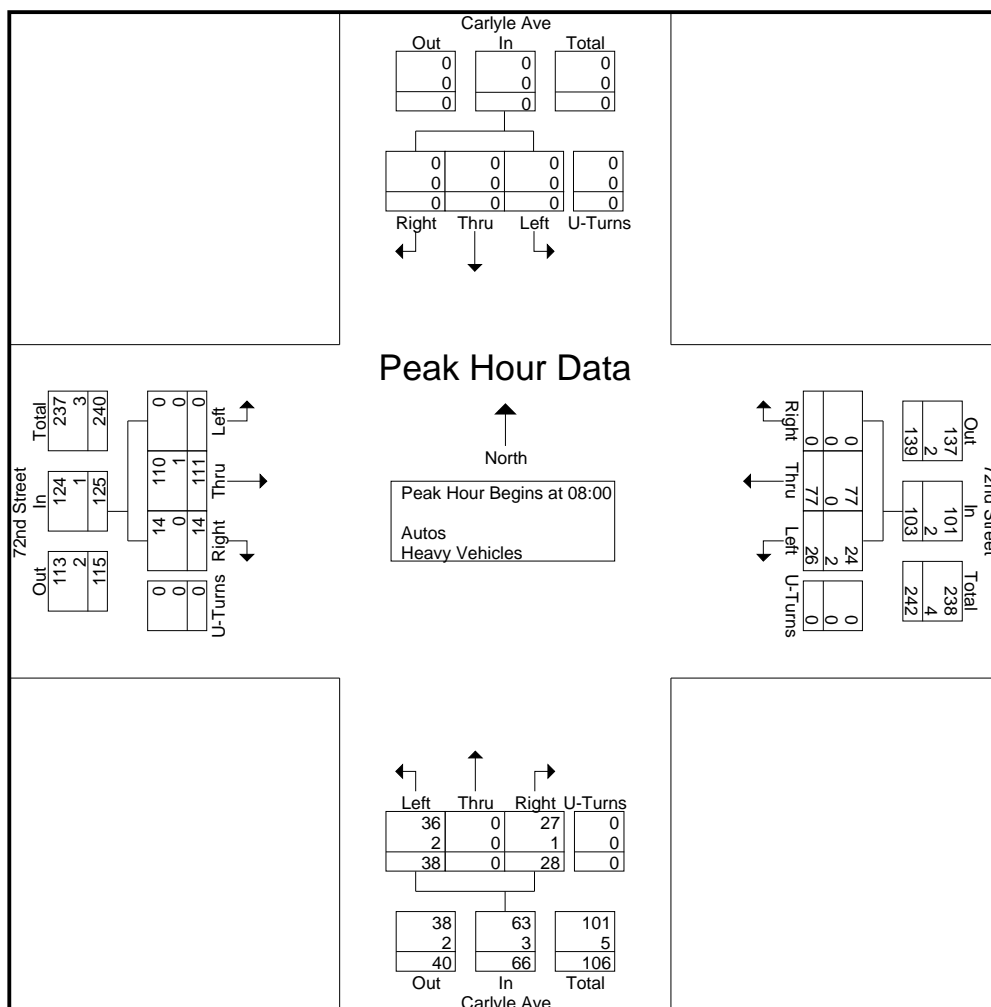 Carlyle Ave
Out In Total
0 0 0
0 0 0
0 0 0
0 0 0 0
0 0 0 0
0 0 0 0
Right Thru Left U-Turns
Peak Hour Data
North
Peak Hour Begins at 08:00
Autos
Heavy Vehicles
72nd Street
Total In Out
237 124 113
3 1 2
240 125 115
0 110 14 0
0 1 0 0
0 111 14 0
Left Thru Right U-Turns
72nd Street
Out In Total
137 101 238
2 2 4
139 103 242
0 77 24 0
0 0 2 0
0 77 26 0
Right Thru Left U-Turns
Left Thru Right U-Turns
36 0 27 0
2 0 1 0
38 0 28 0
38 63 101
2 3 5
40 66 106
Out In Total
Carlyle Ave